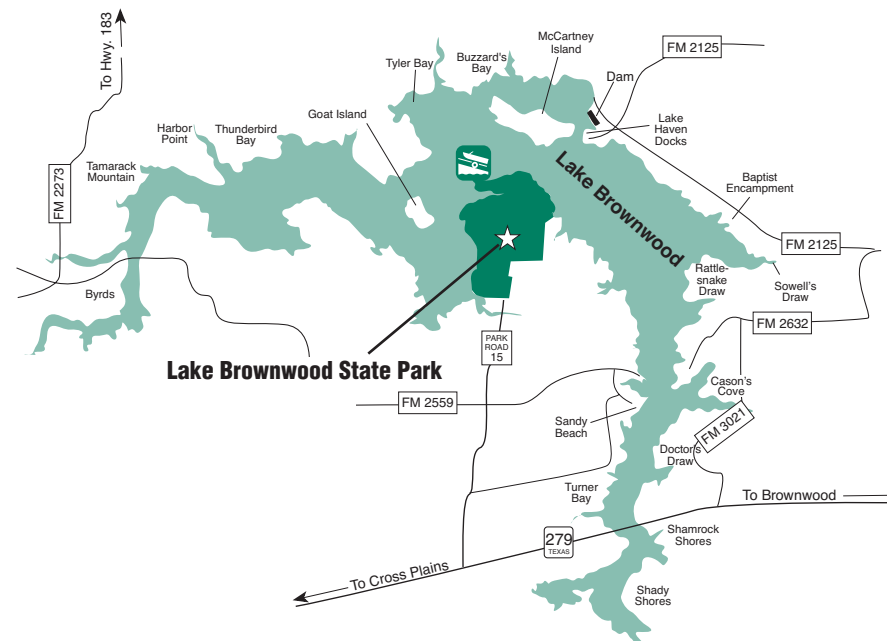 To Hwy. 183
FM 2273
Harbor
Point
Tamarack
Mountain
Thunderbird
Bay
Goat Island
Tyler Bay
Buzzard's
Bay
McCartney
Island
FM 2125
Dam
Lake
Haven
Docks
Lake Brownwood
Baptist
Encampment
FM 2125
Rattle-
snake
Draw
Sowell's
Draw
FM 2632
Byrds
PARK
ROAD
15
Lake Brownwood State Park
FM 2559
Sandy
Beach
Cason's
Cove
FM 3021
Doctor's
Draw
Turner
Bay
To Brownwood
279
TEXAS
Shamrock
Shores
To Cross Plains
Shady
Shores